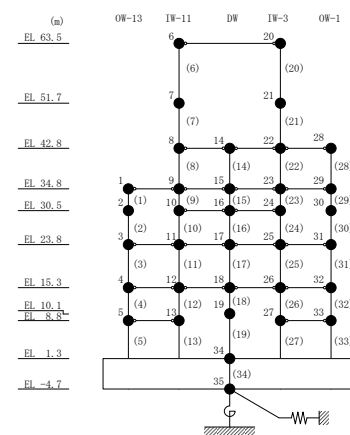 (m) OW-13 IW-11 DW IW-3 OW-1
EL 63.5 6 20
(6) (20)
EL 51.7 7 21
(7) (21)
EL 42.8 8 14 22 28
(8) (14) (22) (28)
EL 34.8 1 9 15 23 29
(1) (9) (15) (23) (29)
EL 30.5 2 10 16 24 30
(2) (10) (16) (24) (30)
EL 23.8 3 11 17 25 31
(3) (11) (17) (25) (31)
EL 15.3 4 12 18 26 32
(4) (12) (18) (26) (32)
EL 10.1 19
EL 8.8 5 13 27 33
(5) (13) (19) (27) (33)
EL 1.3 34
(34)
EL -4.7 35